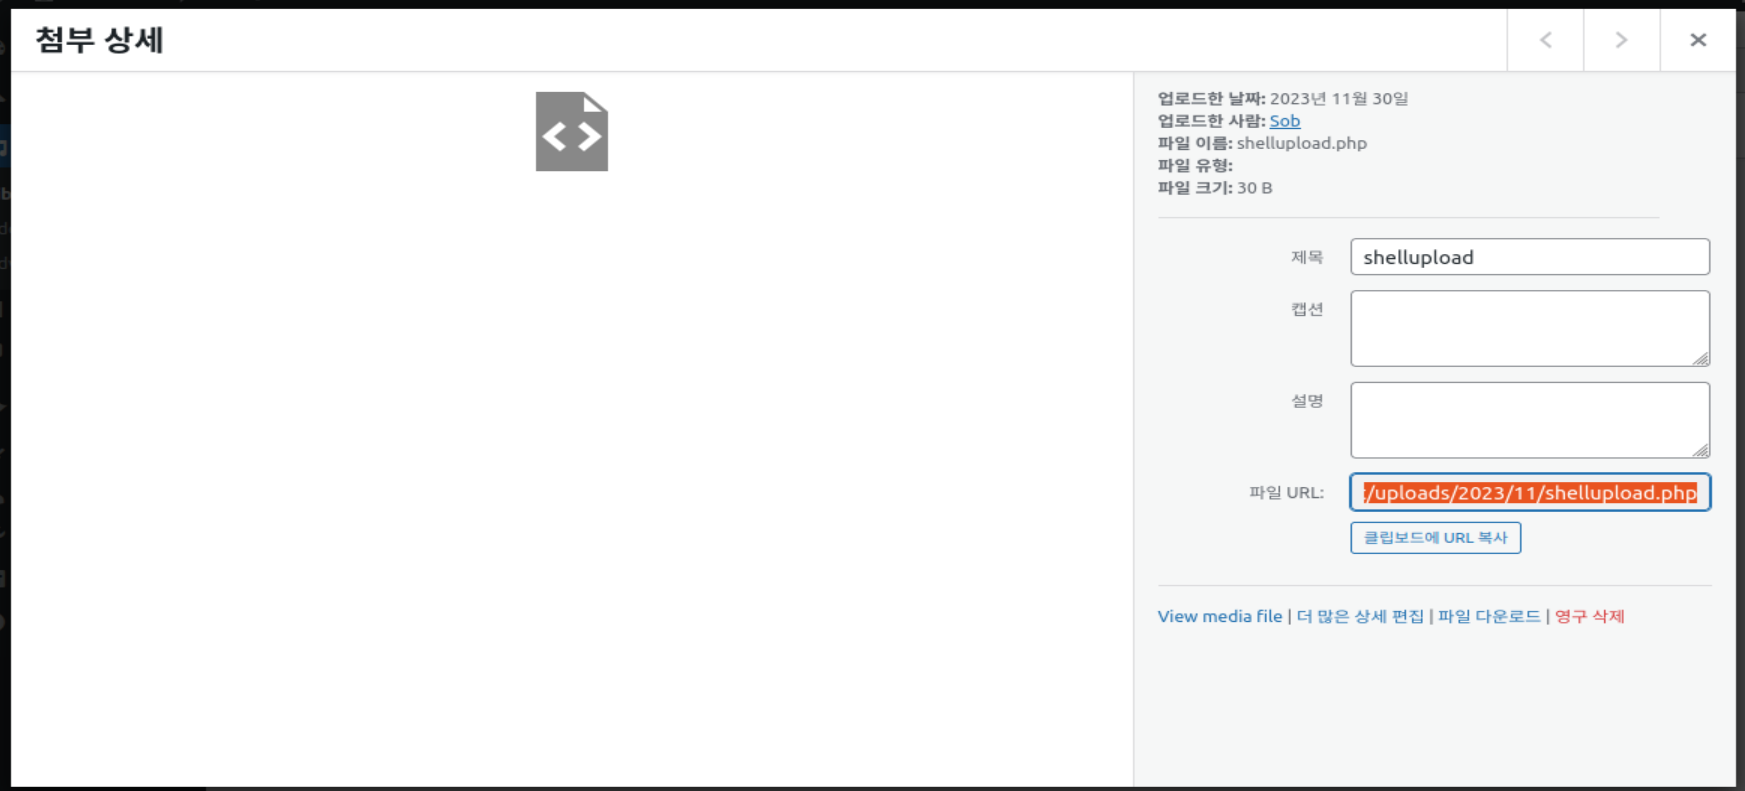 첨부 상세
업로드한 날짜: 2023년 11월 30일
업로드한 사람: Sob
파일 이름: shellupload.php
파일 유형:
파일 크기: 30 B
제목 shellupload
캡션
설명
파일 URL: :/uploads/2023/11/shellupload.php
클립보드에 URL 복사
View media file | 더 많은 상세 편집 | 파일 다운로드 | 영구 삭제